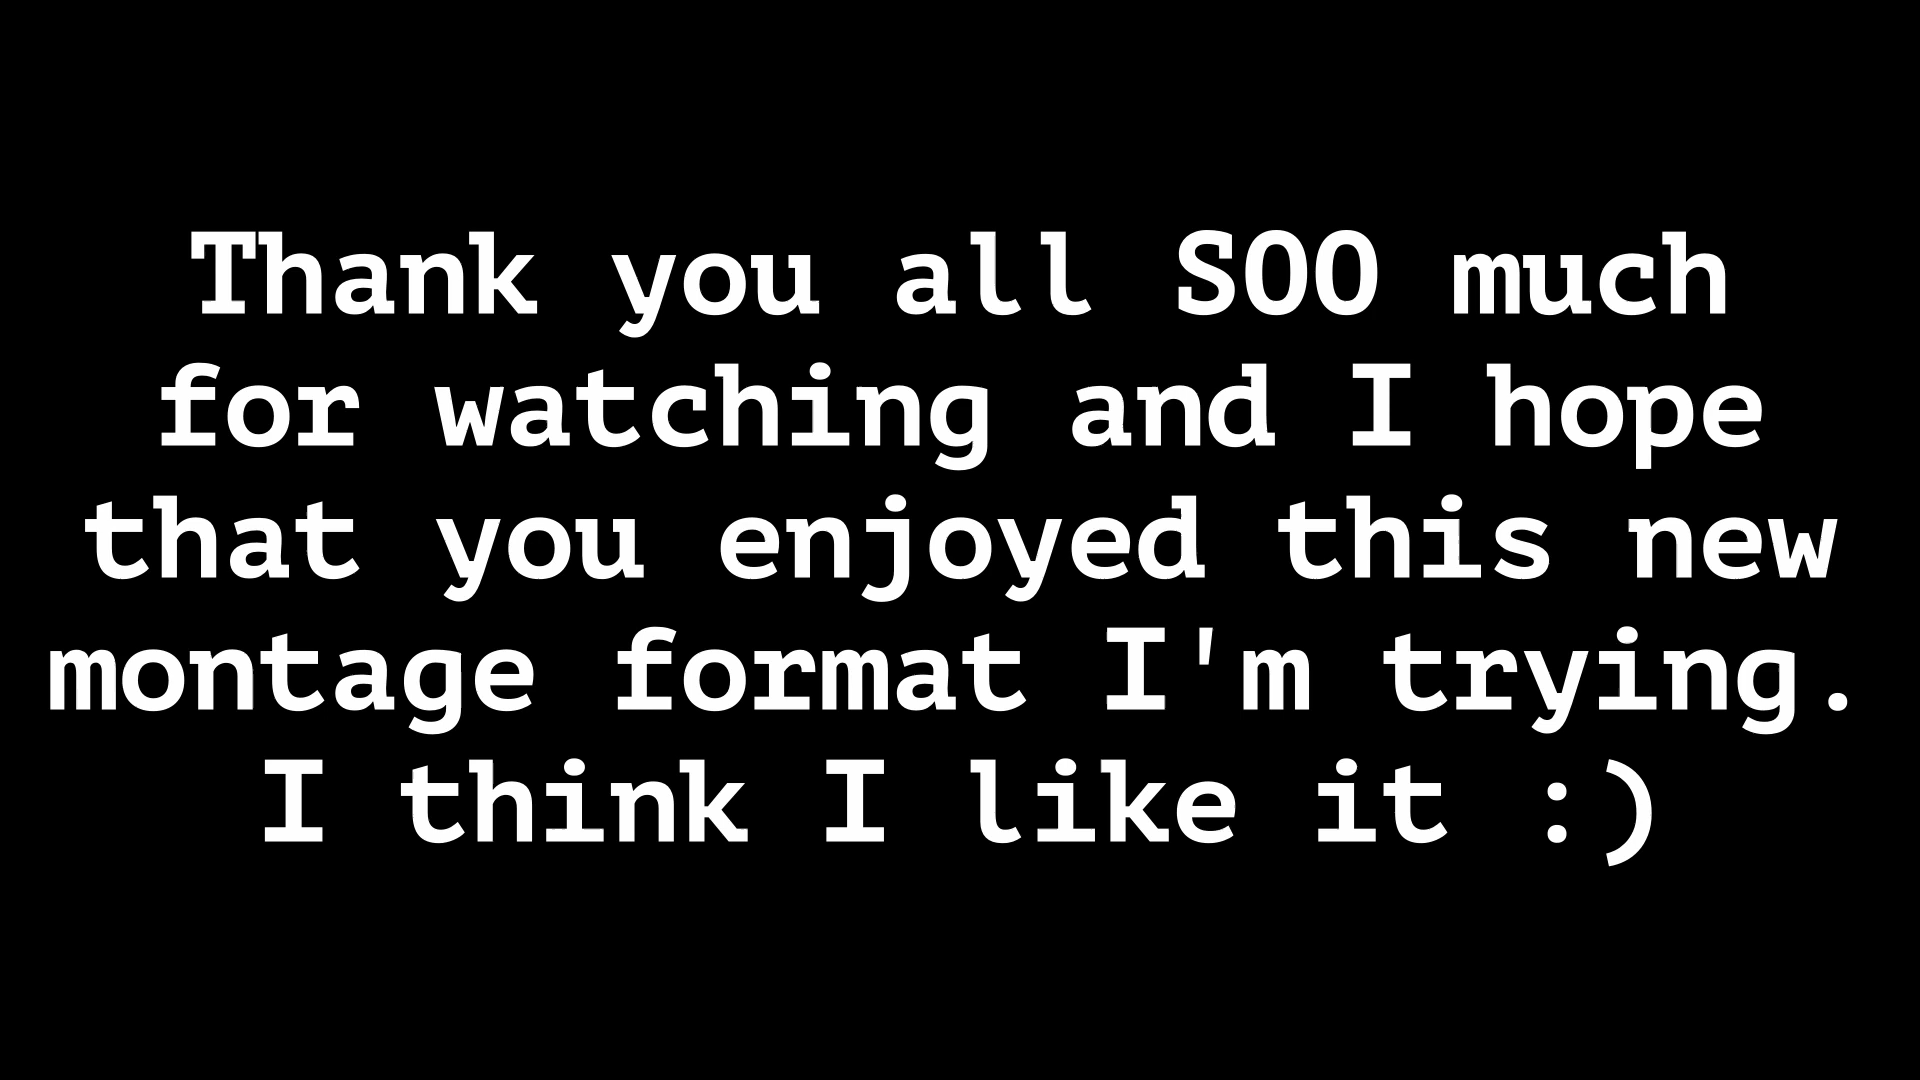 Thank you all SOO much
for watching and I hope
that you enjoyed this new
montage format I'm trying.
I think I like it :)